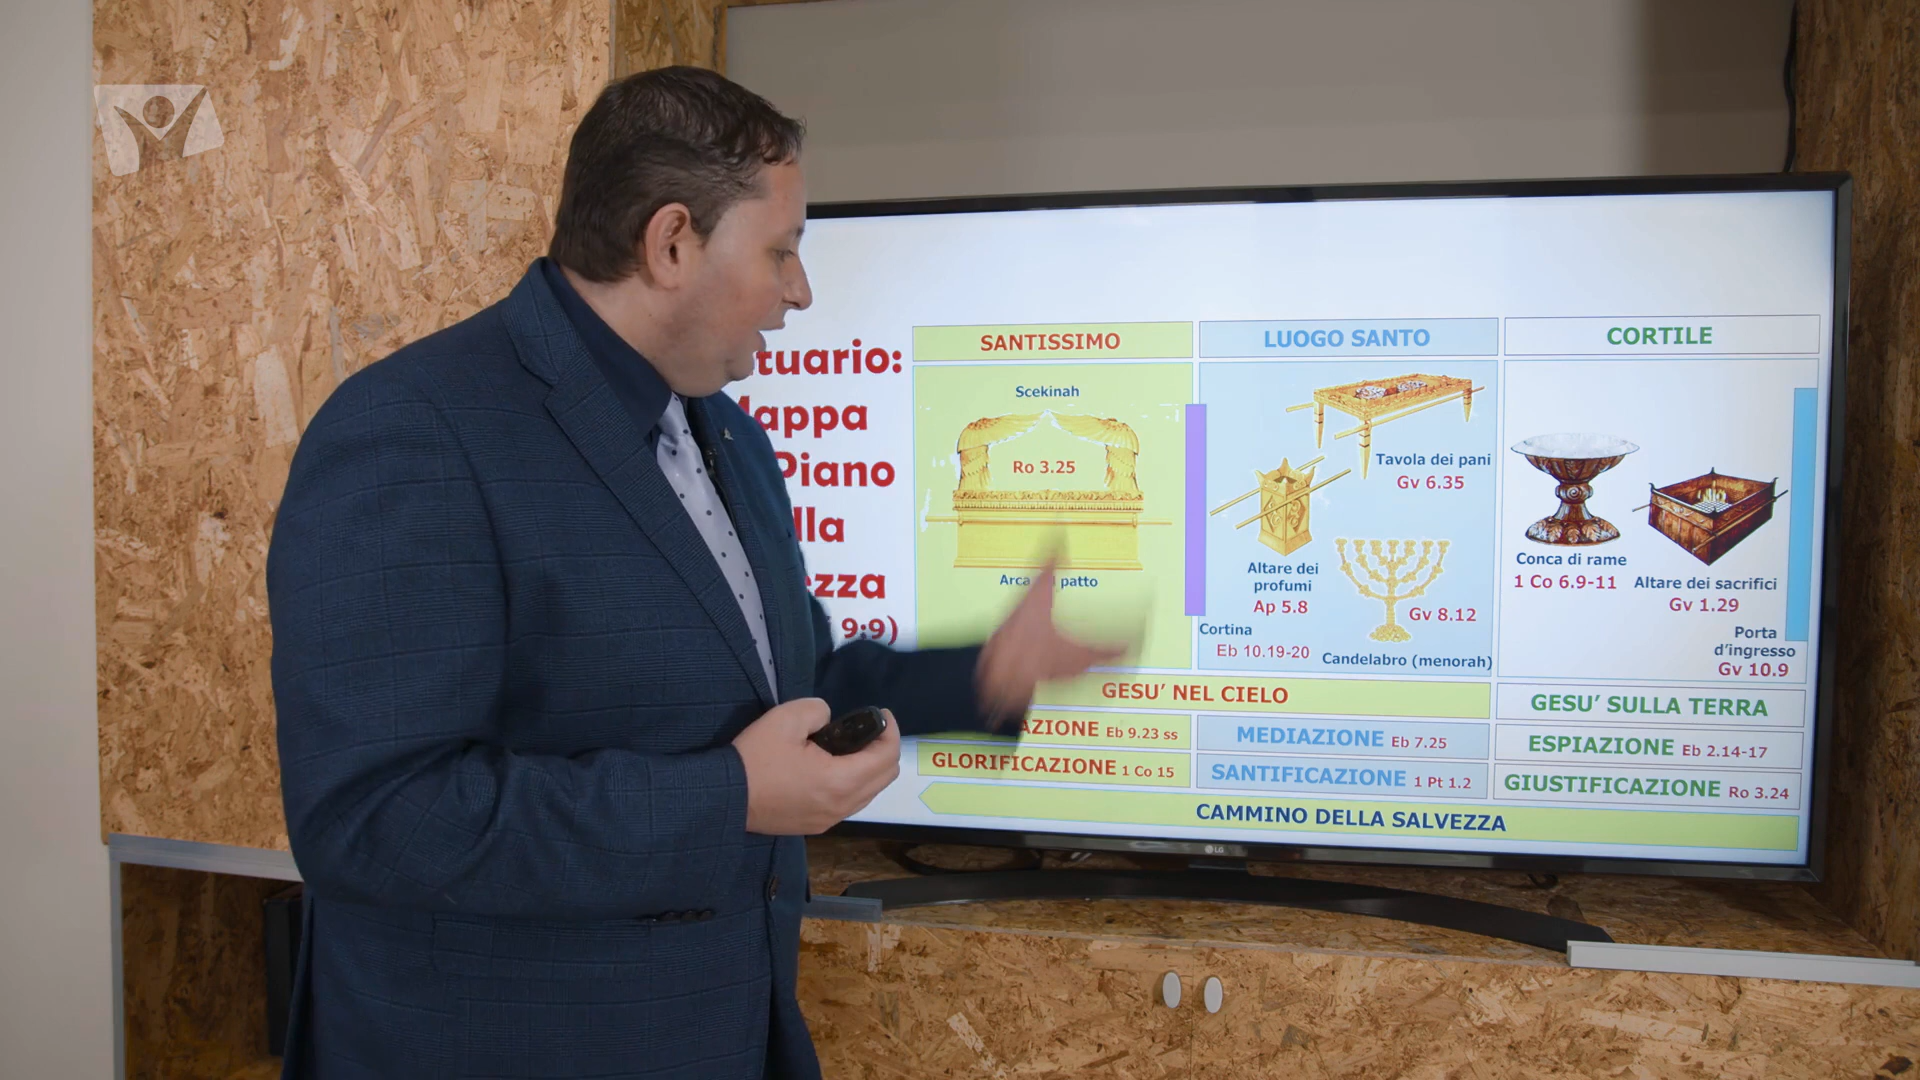 tuario:
appa
Piano
lla
ezza
9:9)
SANTISSIMO
Scekinah
Ro 3.25
Arca patto
LUOGO SANTO
Tavola dei pani
Gv 6.35
Altare dei
profumi
Ap 5.8
Gv 8.12
Cortina
Eb 10.19-20
Candelabro (menorah)
CORTILE
Conca di rame
1 Co 6.9-11
Altare dei sacrifici
Gv 1.29
Porta
d'ingresso
Gv 10.9
GESU' NEL CIELO
GESU' SULLA TERRA
AZIONE Eb 9.23 ss
MEDIAZIONE Eb 7.25
ESPIAZIONE Eb 2.14-17
GLORIFICAZIONE 1 Co 15
SANTIFICAZIONE 1 Pt 1.2
GIUSTIFICAZIONE Ro 3.24
CAMMINO DELLA SALVEZZA
LG